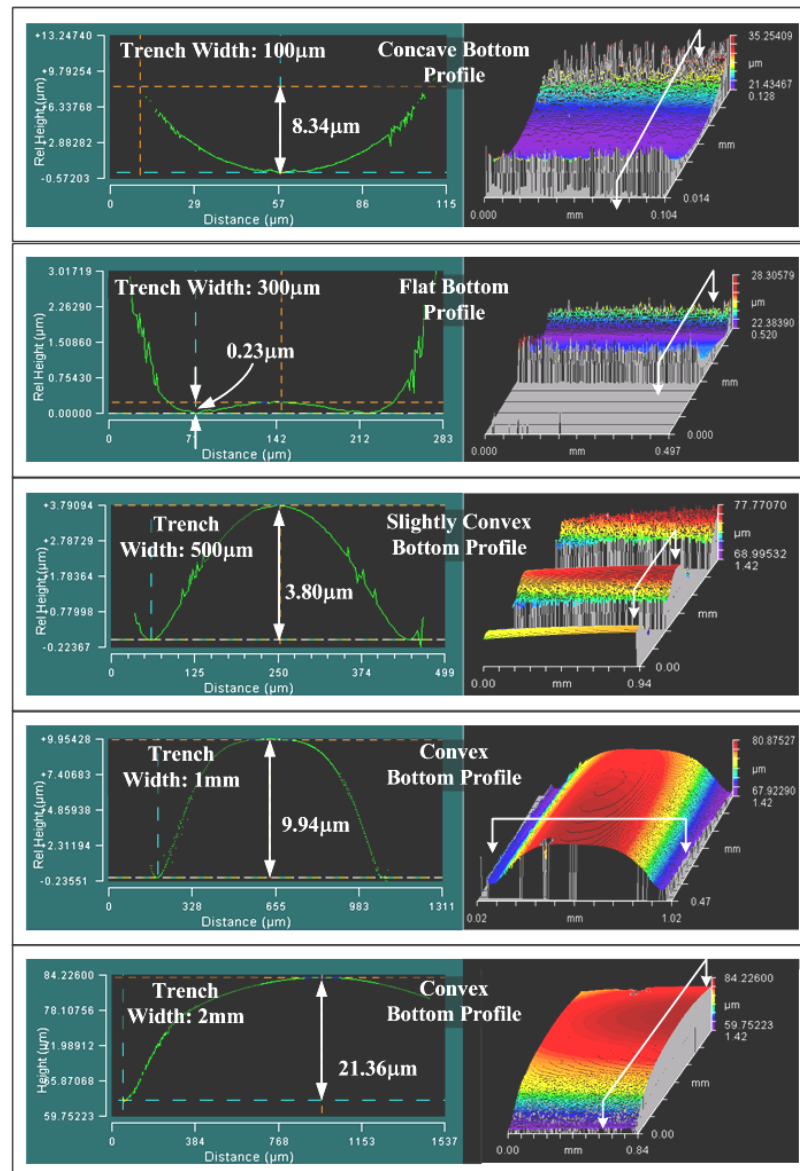 Trench Width: 100µm
Concave Bottom
Profile
+13.24740
+9.79254
+6.33768
+2.88282
-0.57203
Rel Height (µm)
8.34µm
0
29
57
86
115
Distance (µm)
35.25409
µm
21.43467
0.128
mm
0.014
0.000
mm
0.104
Trench Width: 300µm
Flat Bottom
Profile
3.01719
2.26290
1.50860
0.75430
0.00000
Rel Height (µm)
0.23µm
0
71
142
212
283
Distance (µm)
28.30579
µm
22.38390
0.520
mm
0.000
0.000
mm
0.497
Trench
Width: 500µm
Slightly Convex
Bottom Profile
+3.79094
+2.78729
+1.78364
+0.77998
-0.22367
Rel Height (µm)
3.80µm
0
125
250
374
499
Distance (µm)
77.77070
µm
68.99532
1.42
mm
0.00
0.00
mm
0.94
Trench
Width: 1mm
Convex
Bottom Profile
+9.95428
+7.40683
+4.85928
+2.31194
-0.23551
Rel Height (µm)
9.94µm
0
328
655
983
1311
Distance (µm)
80.87527
µm
67.92290
1.42
mm
0.47
0.02
mm
1.02
Trench
Width: 2mm
Convex
Bottom Profile
84.22600
78.10756
71.98912
65.87068
59.75223
Height (µm)
21.36µm
0
384
768
1153
1537
Distance (µm)
84.22600
µm
59.75223
1.42
mm
0.00
0.00
mm
0.84